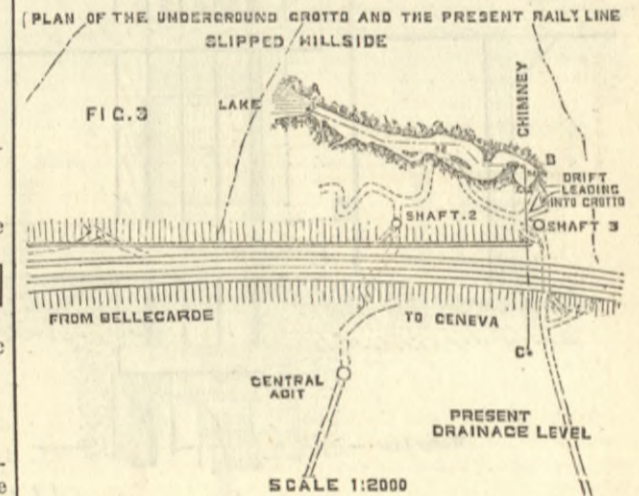 (PLAN OF THE UNDERGROUND GROTTO AND THE PRESENT RAILY LINE
SLIPPED HILLSIDE
FIG.3
LAKE
A
CHIMNEY
B
DRIFT
LEADING
INTO GROTTO
SHAFT.2
SHAFT 3
FROM BELLEGARDE
TO GENEVA
C
CENTRAL
ADIT
PRESENT
DRAINAGE LEVEL
SCALE 1:2000